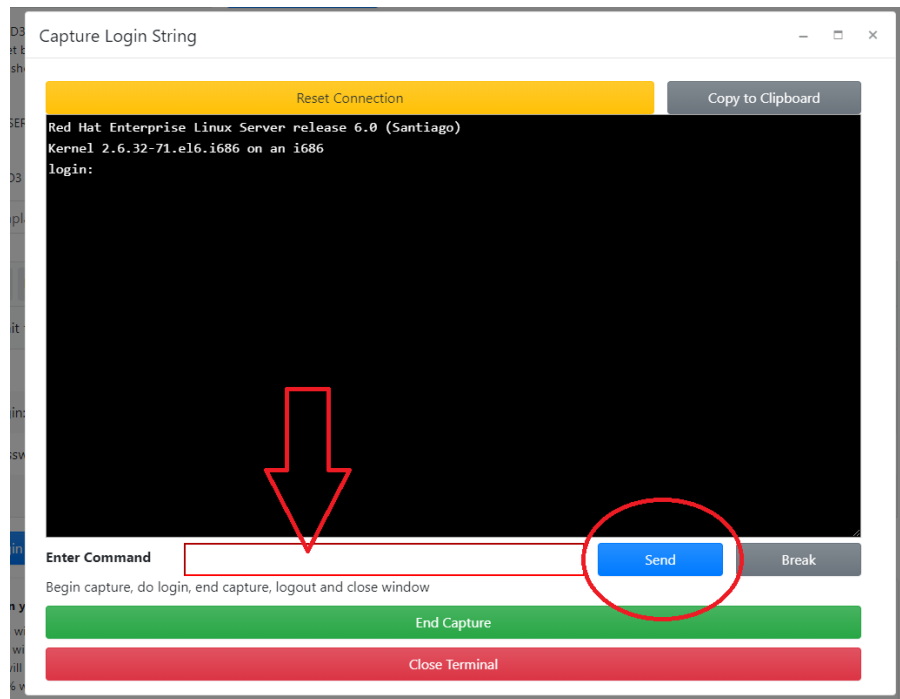 Capture Login String
Reset Connection
Copy to Clipboard
Red Hat Enterprise Linux Server release 6.0 (Santiago)
Kernel 2.6.32-71.el6.i686 on an i686
login:
Enter Command
Send
Break
Begin capture, do login, end capture, logout and close window
End Capture
Close Terminal